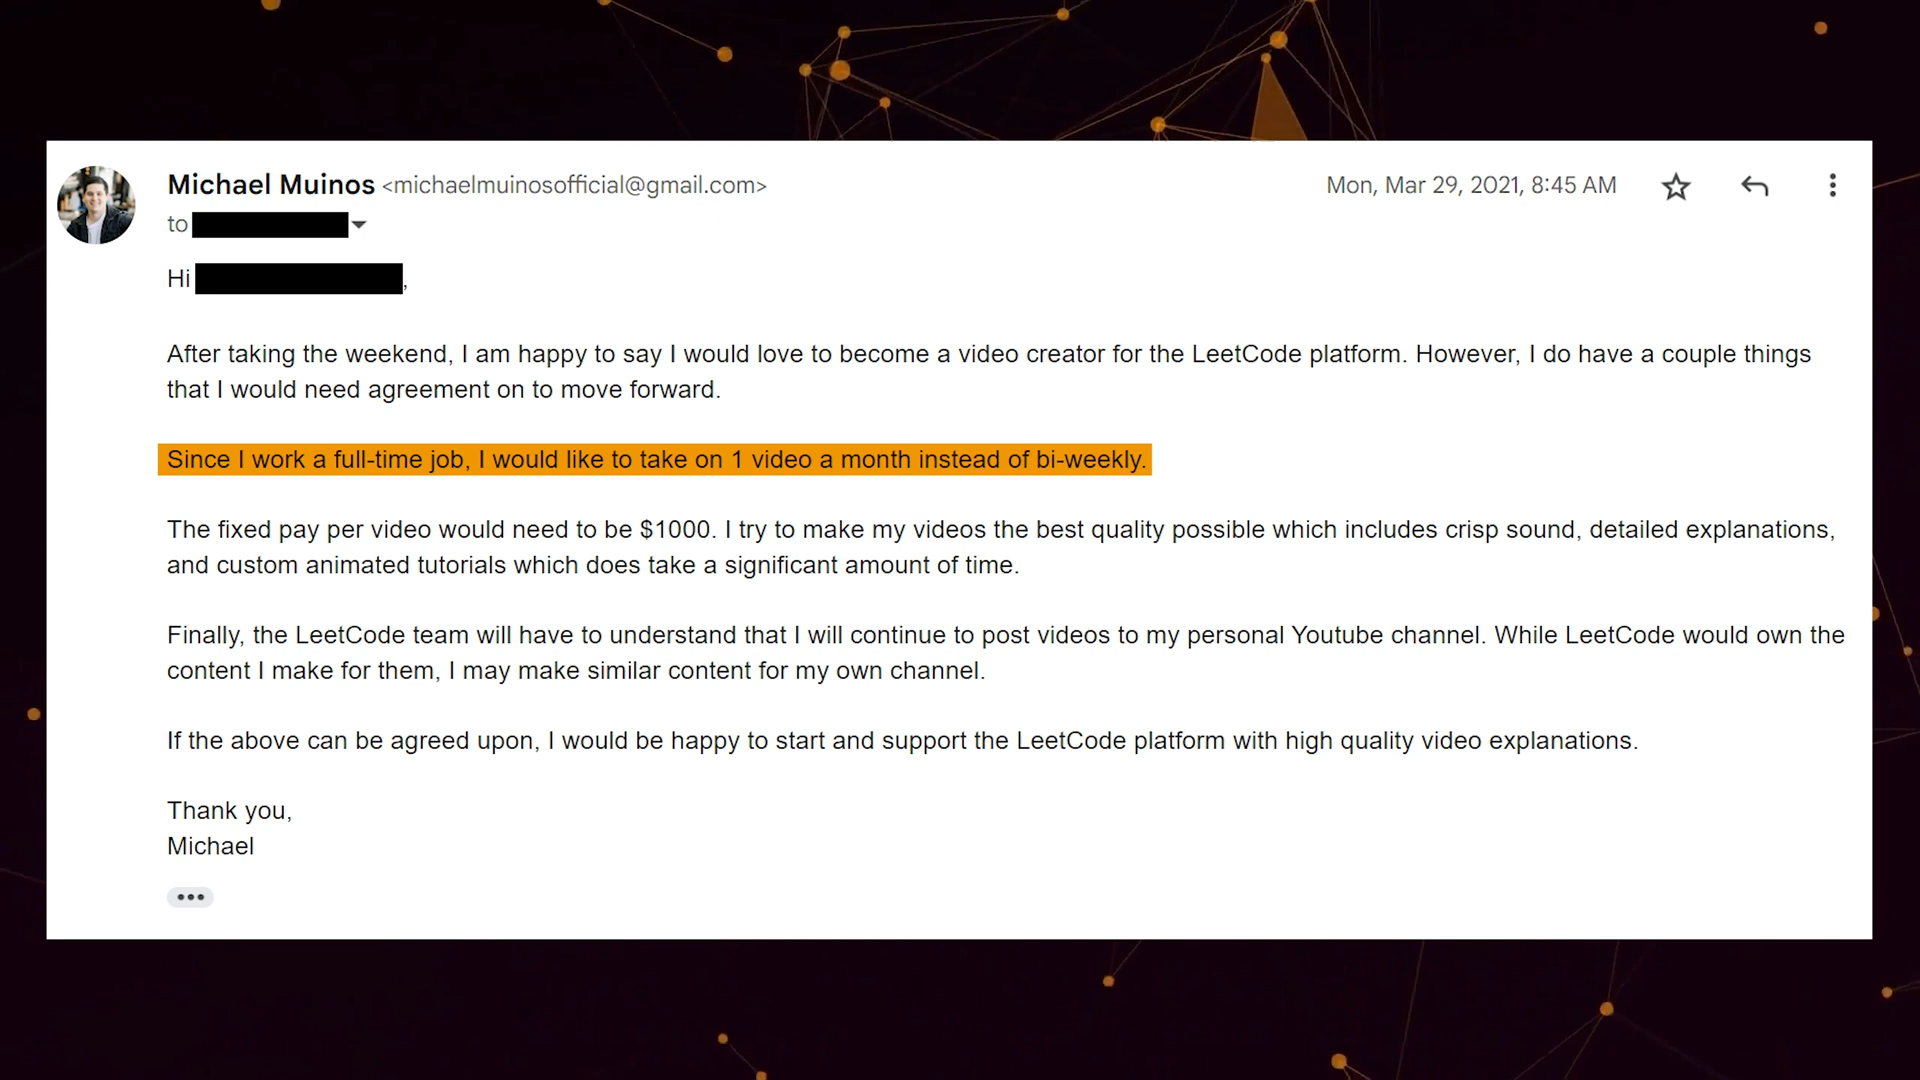 Michael Muinos <michaelmuinosofficial@gmail.com>
Mon, Mar 29, 2021, 8:45 AM
to
Hi ,
After taking the weekend, I am happy to say I would love to become a video creator for the LeetCode platform. However, I do have a couple things
that I would need agreement on to move forward.
Since I work a full-time job, I would like to take on 1 video a month instead of bi-weekly.
The fixed pay per video would need to be $1000. I try to make my videos the best quality possible which includes crisp sound, detailed explanations,
and custom animated tutorials which does take a significant amount of time.
Finally, the LeetCode team will have to understand that I will continue to post videos to my personal Youtube channel. While LeetCode would own the
content I make for them, I may make similar content for my own channel.
If the above can be agreed upon, I would be happy to start and support the LeetCode platform with high quality video explanations.
Thank you,
Michael